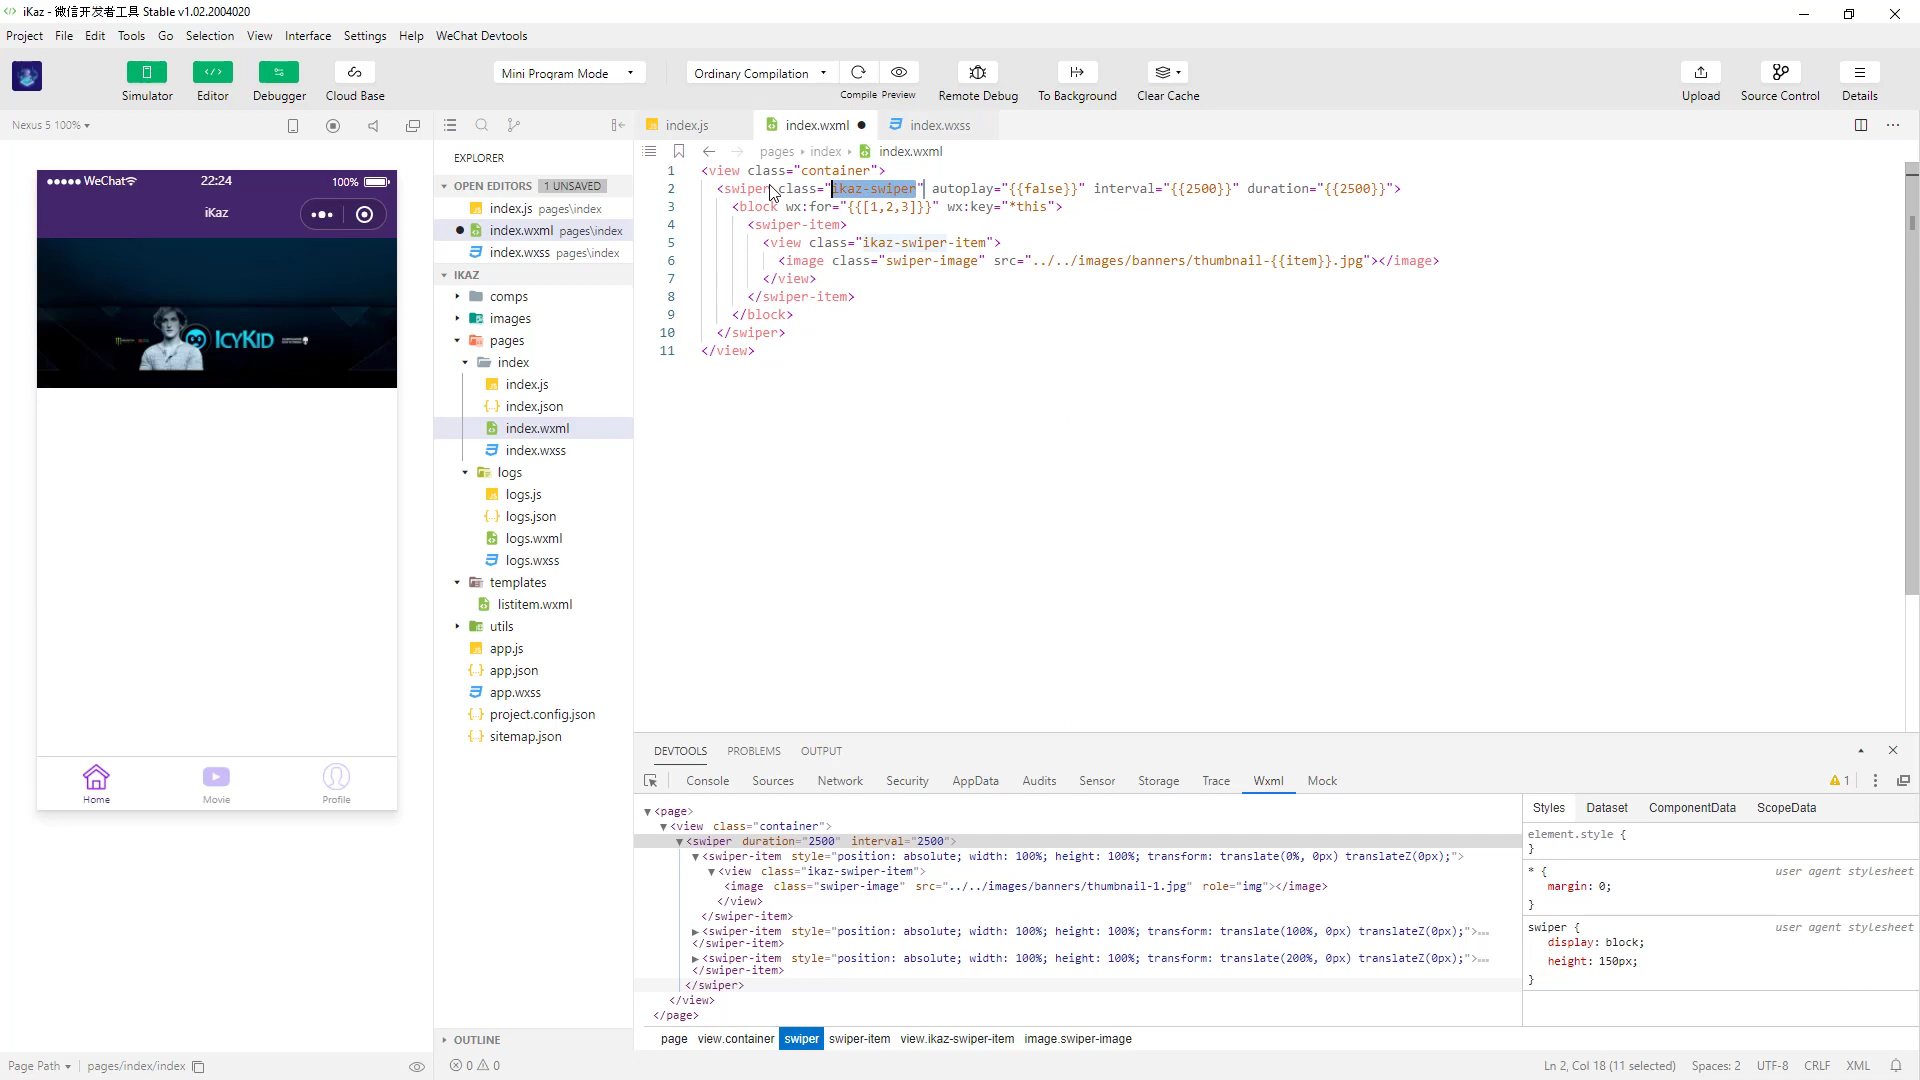 iKaz - 微信开发者工具 Stable v1.02.2004020
Project File Edit Tools Go Selection View Interface Settings Help WeChat Devtools
Simulator Editor Debugger Cloud Base
Mini Program Mode
Ordinary Compilation
Compile Preview Remote Debug To Background Clear Cache
Upload Source Control Details
Nexus 5 100%
WeChat 22:24 100%
iKaz
ICYKID
Home Movie Profile
Page Path pages/index/index
EXPLORER
OPEN EDITORS 1 UNSAVED
index.js pages\index
index.wxml pages\index
index.wxss pages\index
IKAZ
comps
images
pages
index
index.js
index.json
index.wxml
index.wxss
logs
logs.js
logs.json
logs.wxml
logs.wxss
templates
listitem.wxml
utils
app.js
app.json
app.wxss
project.config.json
sitemap.json
OUTLINE
0 0
index.js index.wxml index.wxss
pages index index.wxml
1 <view class="container">
2 <swiper class="ikaz-swiper" autoplay="{{false}}" interval="{{2500}}" duration="{{2500}}">
3 <block wx:for="{{[1,2,3]}}" wx:key="*this">
4 <swiper-item>
5 <view class="ikaz-swiper-item">
6 <image class="swiper-image" src="../../images/banners/thumbnail-{{item}}.jpg"></image>
7 </view>
8 </swiper-item>
9 </block>
10 </swiper>
11 </view>
DEVTOOLS PROBLEMS OUTPUT
Console Sources Network Security AppData Audits Sensor Storage Trace Wxml Mock
1
<page>
<view class="container">
<swiper duration="2500" interval="2500">
<swiper-item style="position: absolute; width: 100%; height: 100%; transform: translate(0%, 0px) translateZ(0px);">
<view class="ikaz-swiper-item">
<image class="swiper-image" src="../../images/banners/thumbnail-1.jpg" role="img"></image>
</view>
</swiper-item>
<swiper-item style="position: absolute; width: 100%; height: 100%; transform: translate(100%, 0px) translateZ(0px);">…
</swiper-item>
<swiper-item style="position: absolute; width: 100%; height: 100%; transform: translate(200%, 0px) translateZ(0px);">…
</swiper-item>
</swiper>
</view>
</page>
page view.container swiper swiper-item view.ikaz-swiper-item image.swiper-image
Styles Dataset ComponentData ScopeData
element.style {
}
* { user agent stylesheet
margin: 0;
}
swiper { user agent stylesheet
display: block;
height: 150px;
}
Ln 2, Col 18 (11 selected) Spaces: 2 UTF-8 CRLF XML